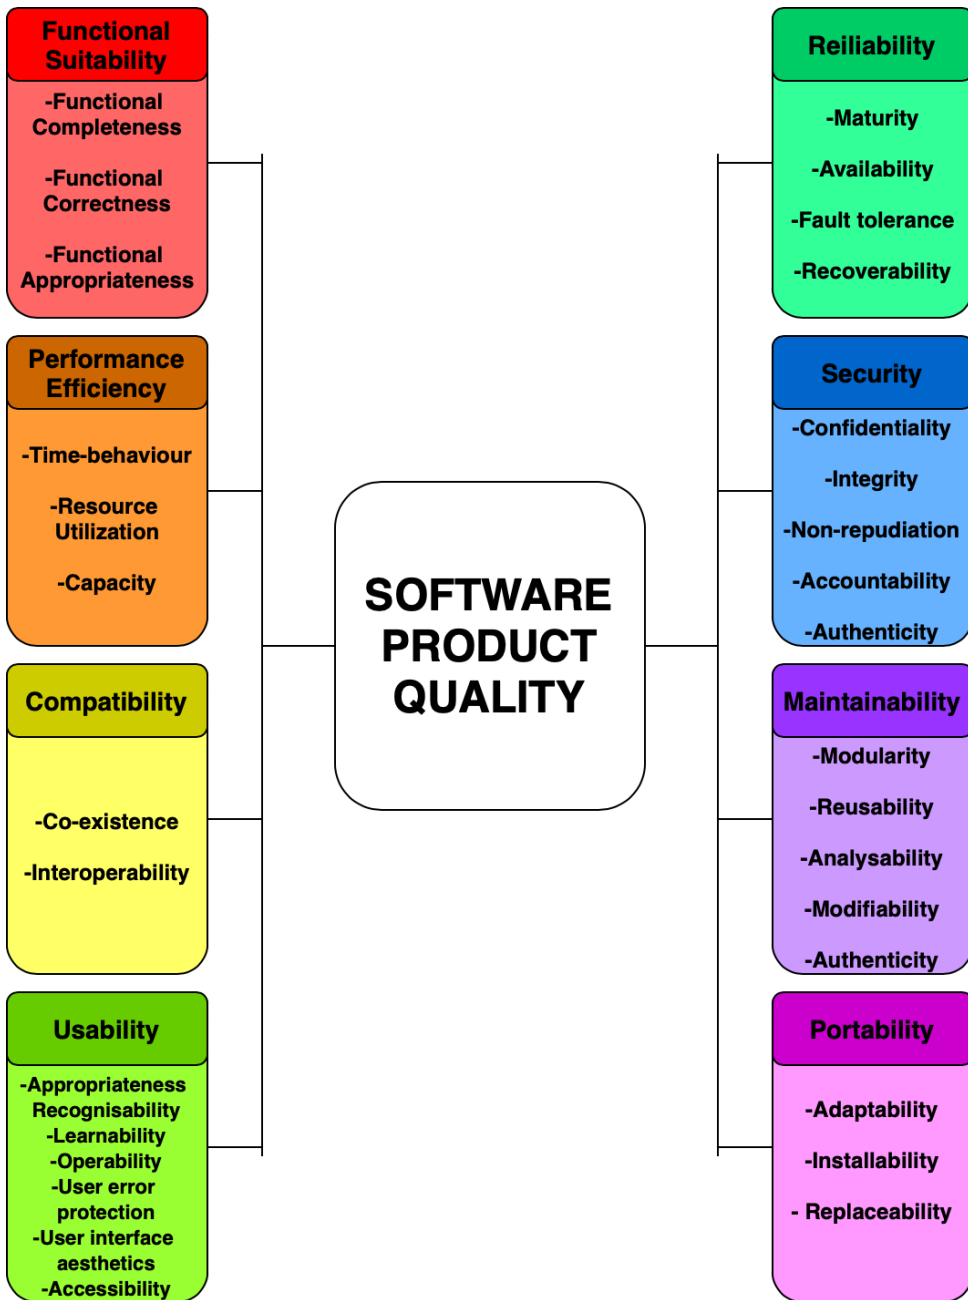 Functional
Suitability
-Functional
Completeness
-Functional
Correctness
-Functional
Appropriateness
Performance
Efficiency
-Time-behaviour
-Resource
Utilization
-Capacity
Compatibility
-Co-existence
-Interoperability
Usability
-Appropriateness
Recognisability
-Learnability
-Operability
-User error
protection
-User interface
aesthetics
-Accessibility
SOFTWARE
PRODUCT
QUALITY
Reiliability
-Maturity
-Availability
-Fault tolerance
-Recoverability
Security
-Confidentiality
-Integrity
-Non-repudiation
-Accountability
-Authenticity
Maintainability
-Modularity
-Reusability
-Analysability
-Modifiability
-Authenticity
Portability
-Adaptability
-Installability
- Replaceability